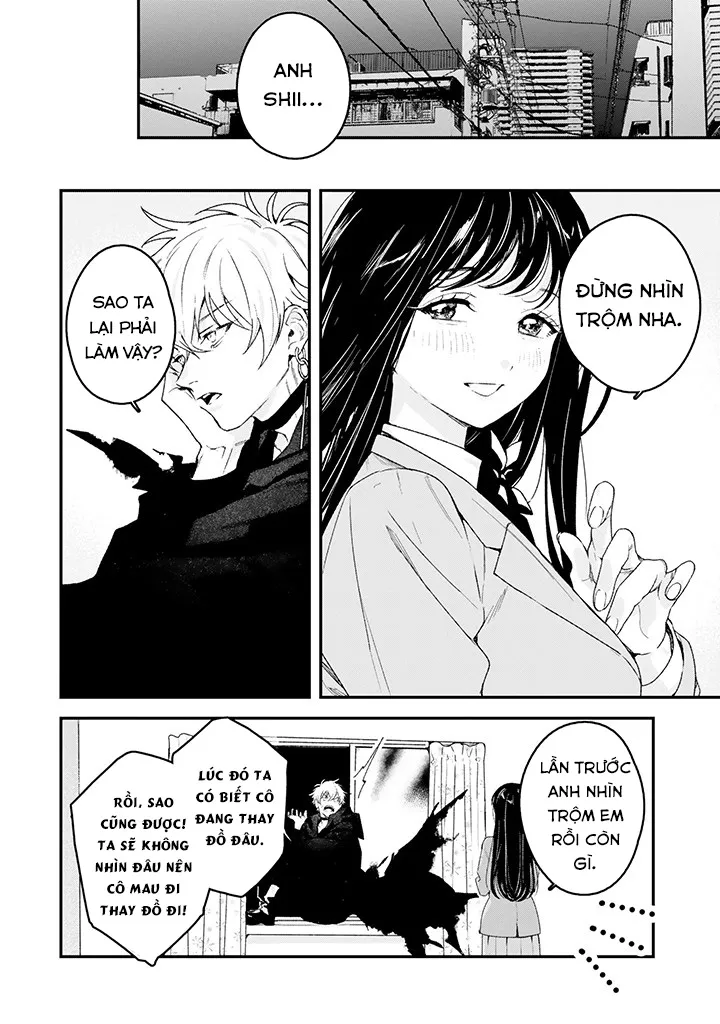 ANH
SHII...
ĐỪNG NHÌN
TRỘM NHA.
SAO TA
LẠI PHẢI
LÀM VẬY?
LẦN TRƯỚC
ANH NHÌN
TRỘM EM
RỒI CÒN
GÌ.
LÚC ĐÓ TA
CÓ BIẾT CÔ
ĐANG THAY
ĐỒ ĐÂU.
RỒI, SAO
CŨNG ĐƯỢC!
TA SẼ KHÔNG
NHÌN ĐÂU NÊN
CÔ MAU ĐI
THAY ĐỒ ĐI!